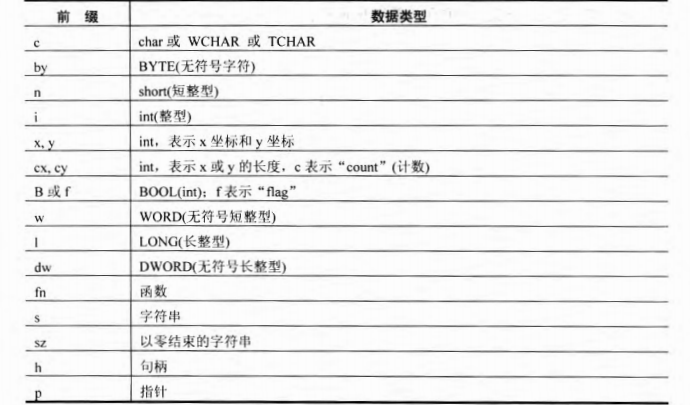 前 缀 数据类型
c char 或 WCHAR 或 TCHAR
by BYTE(无符号字符)
n short(短整型)
i int(整型)
x, y int，表示 x 坐标和 y 坐标
cx, cy int，表示 x 或 y 的长度，c 表示“count”(计数)
B 或 f BOOL(int)；f 表示“flag”
w WORD(无符号短整型)
l LONG(长整型)
dw DWORD(无符号长整型)
fn 函数
s 字符串
sz 以零结束的字符串
h 句柄
p 指针